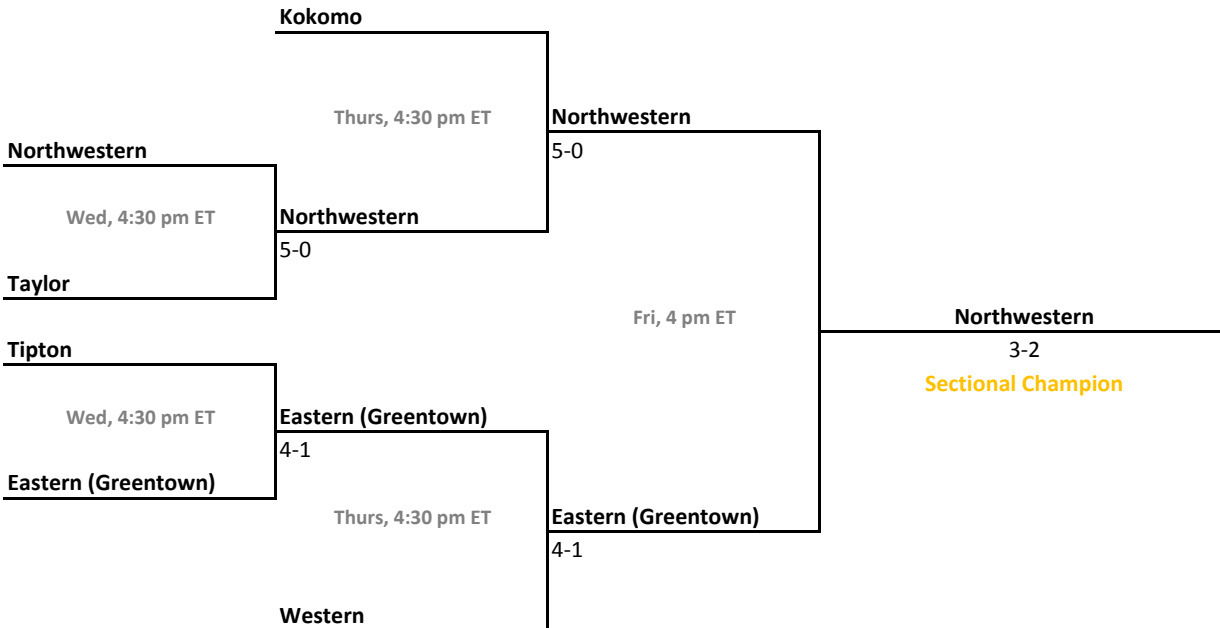 Kokomo
Thurs, 4:30 pm ET
Northwestern
5-0
Northwestern
Wed, 4:30 pm ET
Northwestern
5-0
Taylor
Fri, 4 pm ET
Northwestern
3-2
Sectional Champion
Tipton
Wed, 4:30 pm ET
Eastern (Greentown)
4-1
Eastern (Greentown)
Thurs, 4:30 pm ET
Eastern (Greentown)
4-1
Western